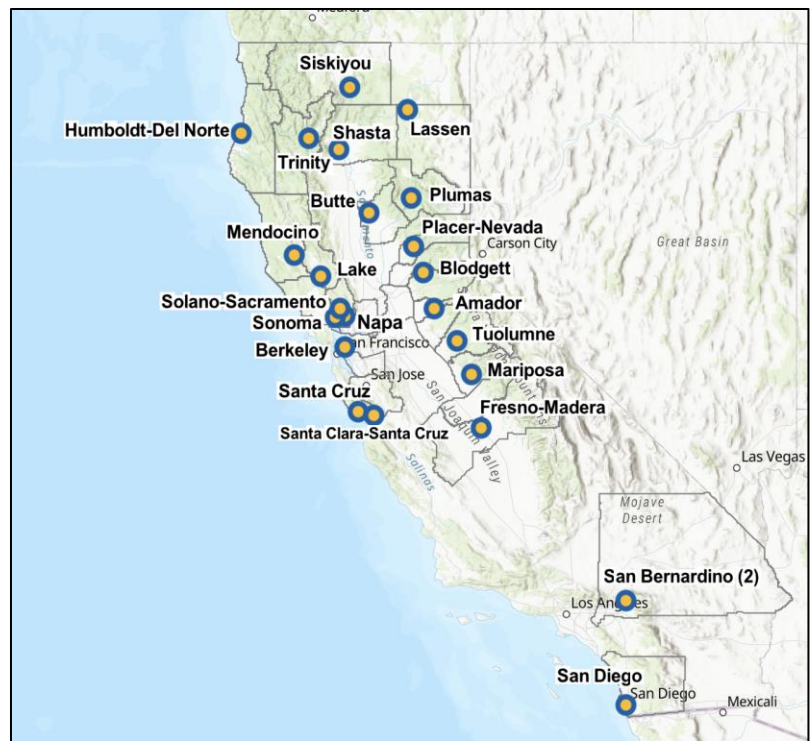 Medford
Siskiyou
Humboldt-Del Norte
Shasta
Lassen
Trinity
Butte
Plumas
Mendocino
Placer-Nevada
Carson City
Great Basin
Lake
Blodgett
Solano-Sacramento
Amador
Sonoma
Napa
Tuolumne
Berkeley
San Francisco
Mariposa
San Jose
Santa Cruz
Fresno-Madera
San Joaquin Valley
Santa Clara-Santa Cruz
Salinas
Las Vegas
Mojave
Desert
San Bernardino (2)
Los Angeles
San Diego
San Diego
Mexicali